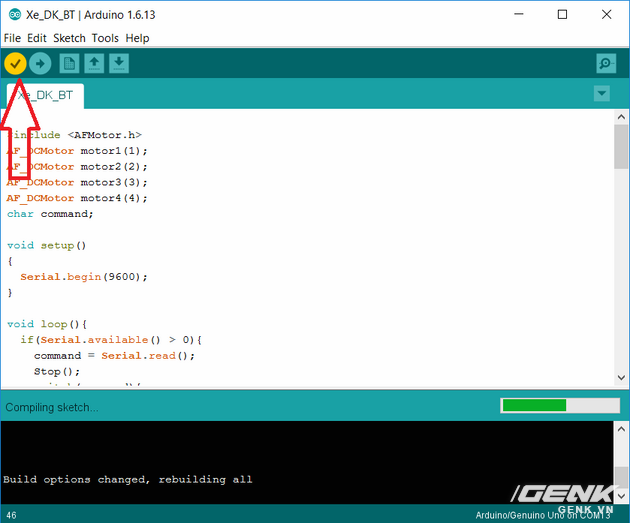 Xe_DK_BT | Arduino 1.6.13
File Edit Sketch Tools Help
Xe_DK_BT
#include <AFMotor.h>
AF_DCMotor motor1(1);
AF_DCMotor motor2(2);
AF_DCMotor motor3(3);
AF_DCMotor motor4(4);
char command;
void setup()
{
Serial.begin(9600);
}
void loop(){
if(Serial.available() > 0){
command = Serial.read();
Stop();
Compiling sketch...
Build options changed, rebuilding all
GENK
GENK.VN
46
Arduino/Genuino Uno on COM13